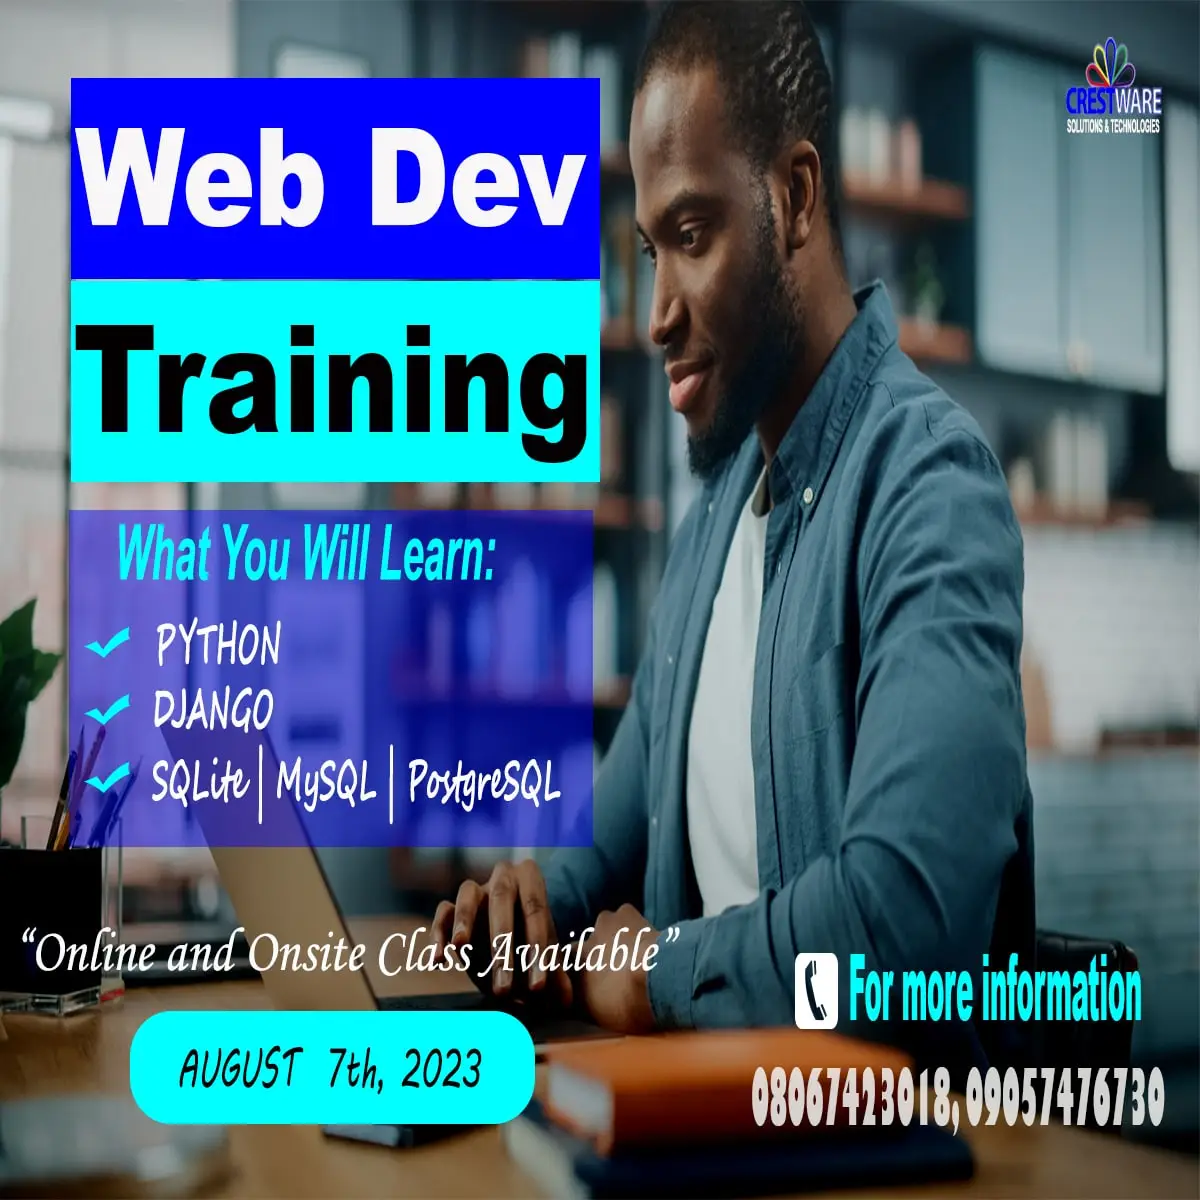 CRESTWARE
SOLUTIONS & TECHNOLOGIES
Web Dev
Training
What You Will Learn:
PYTHON
DJANGO
SQLite | MySQL | PostgreSQL
“Online and Onsite Class Available”
AUGUST 7th, 2023
For more information
08067423018, 09057476730